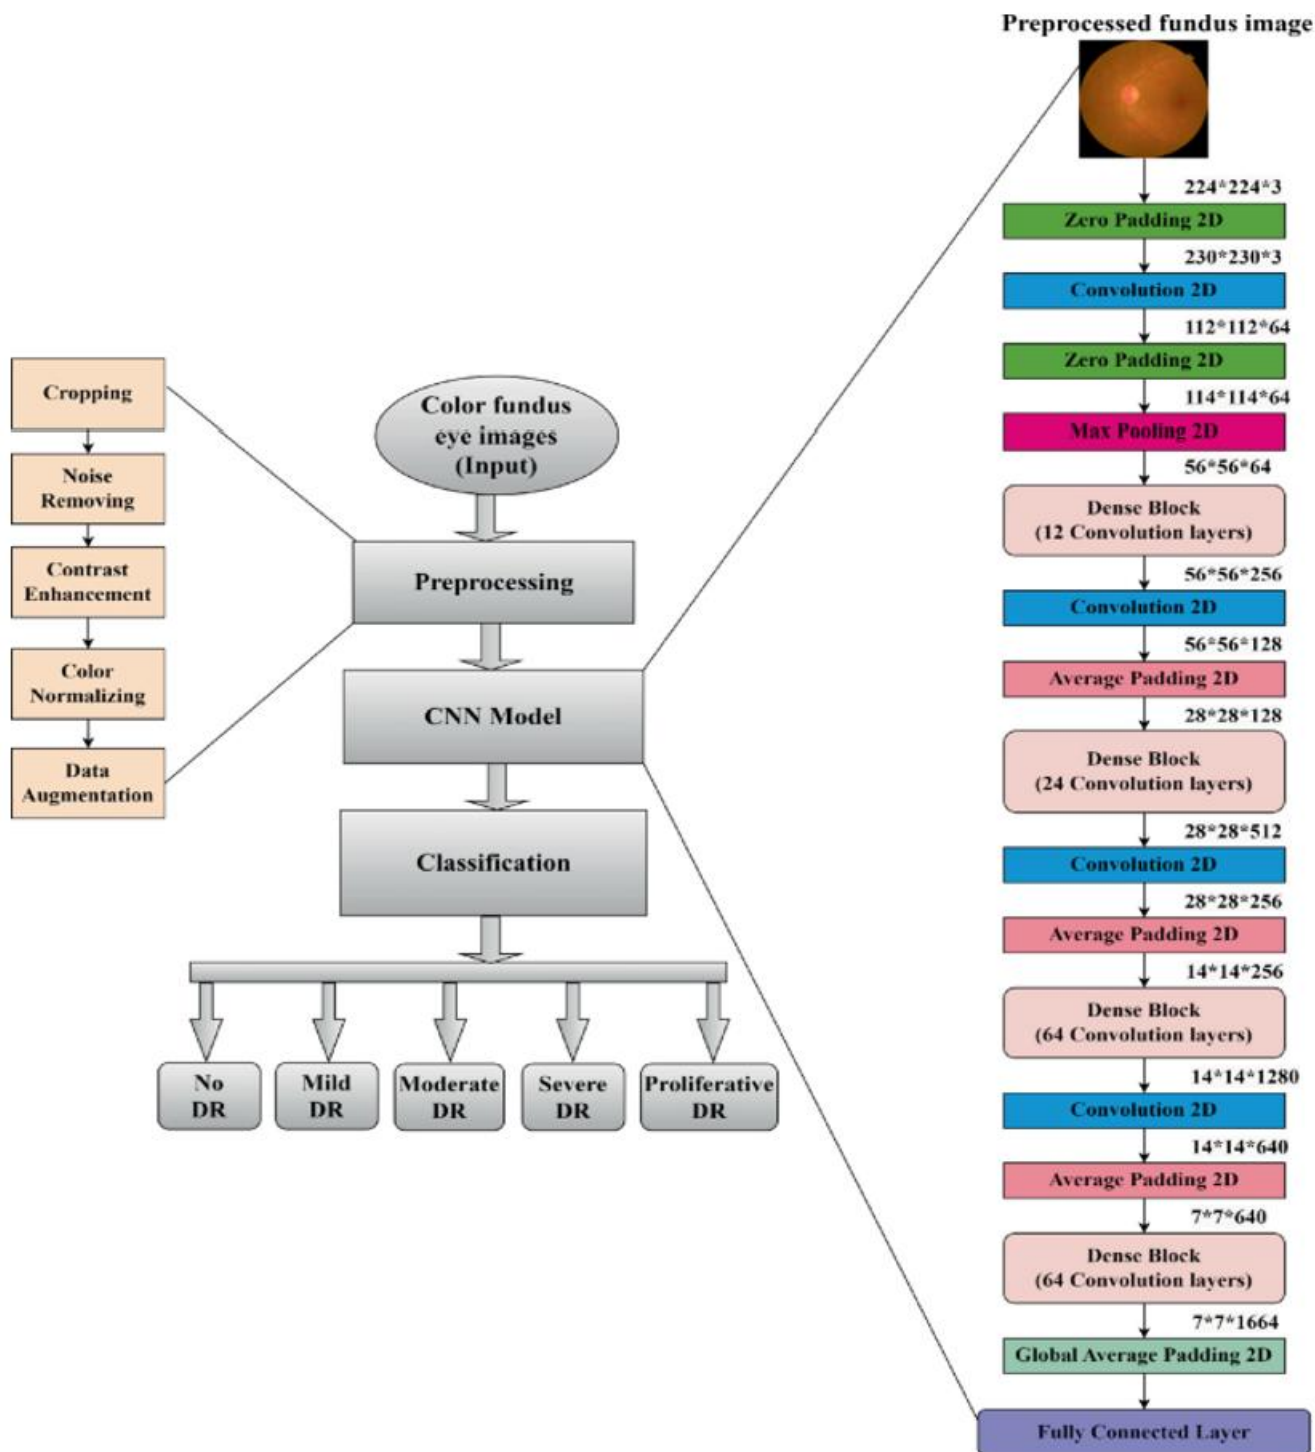 Preprocessed fundus image
224*224*3
Zero Padding 2D
230*230*3
Convolution 2D
112*112*64
Zero Padding 2D
114*114*64
Max Pooling 2D
56*56*64
Dense Block
(12 Convolution layers)
56*56*256
Convolution 2D
56*56*128
Average Padding 2D
28*28*128
Dense Block
(24 Convolution layers)
28*28*512
Convolution 2D
28*28*256
Average Padding 2D
14*14*256
Dense Block
(64 Convolution layers)
14*14*1280
Convolution 2D
14*14*640
Average Padding 2D
7*7*640
Dense Block
(64 Convolution layers)
7*7*1664
Global Average Padding 2D
Fully Connected Layer
Cropping
Noise
Removing
Contrast
Enhancement
Color
Normalizing
Data
Augmentation
Color fundus
eye images
(Input)
Preprocessing
CNN Model
Classification
No
DR
Mild
DR
Moderate
DR
Severe
DR
Proliferative
DR